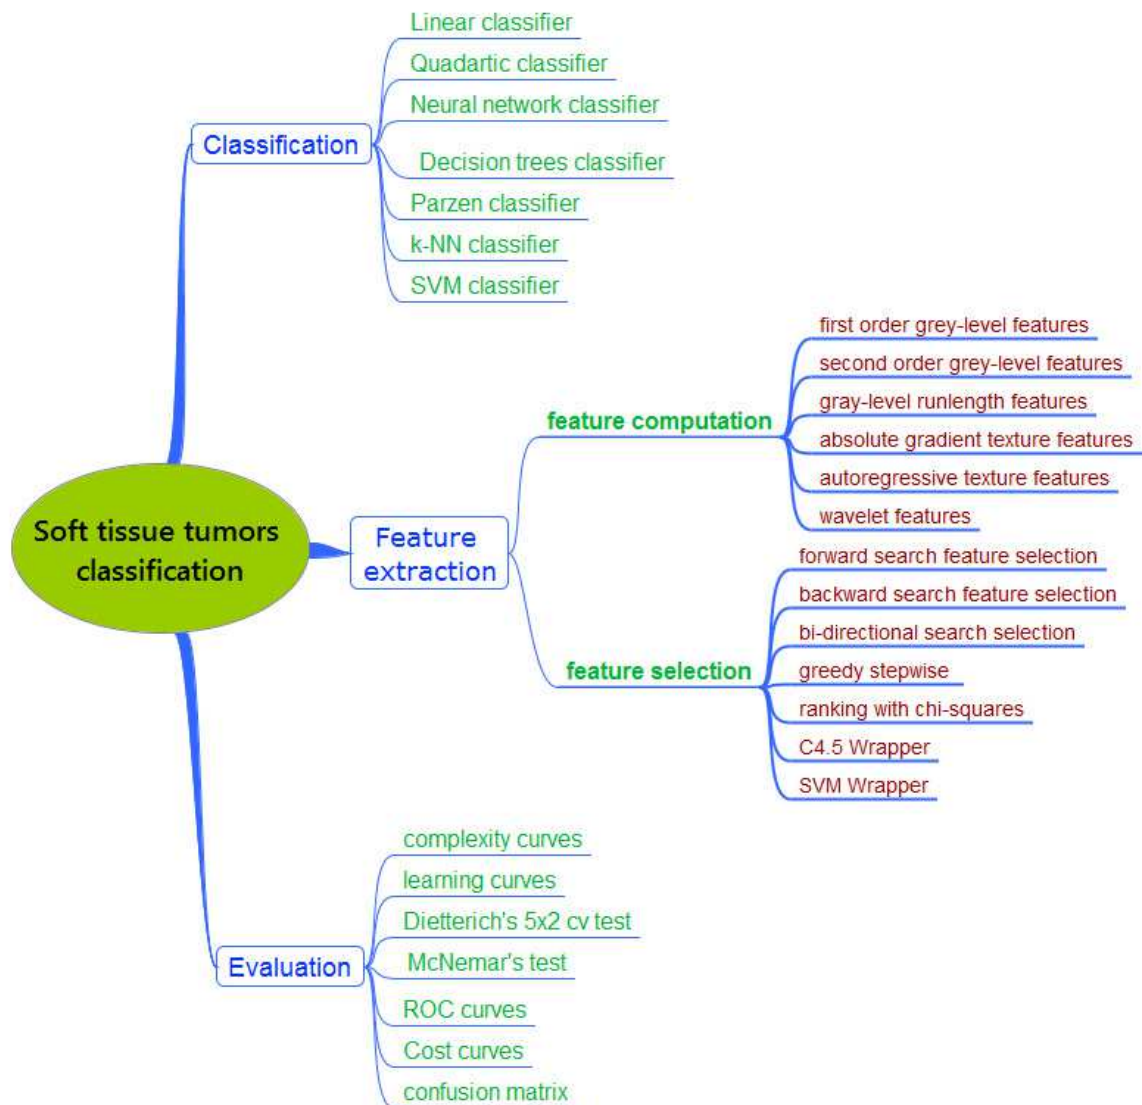 Linear classifier
Quadartic classifier
Neural network classifier
Classification
Decision trees classifier
Parzen classifier
k-NN classifier
SVM classifier
first order grey-level features
second order grey-level features
gray-level runlength features
feature computation
absolute gradient texture features
autoregressive texture features
wavelet features
Soft tissue tumors
classification
Feature
extraction
forward search feature selection
backward search feature selection
bi-directional search selection
feature selection
greedy stepwise
ranking with chi-squares
C4.5 Wrapper
SVM Wrapper
complexity curves
learning curves
Dietterich's 5x2 cv test
Evaluation
McNemar's test
ROC curves
Cost curves
confusion matrix